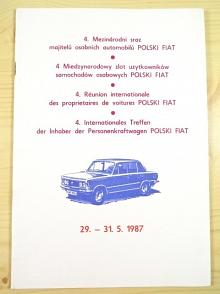 4. Mezinárodní sraz
majitelů osobních automobilů POLSKI FIAT
4 Międzynarodowy zlot użytkowników
samochodów osobowych POLSKI FIAT
4. Réunion internationale
des proprietaires de voitures POLSKI FIAT
4. Internationales Treffen
der Inhaber der Personenkraftwagen POLSKI FIAT
29. – 31. 5. 1987